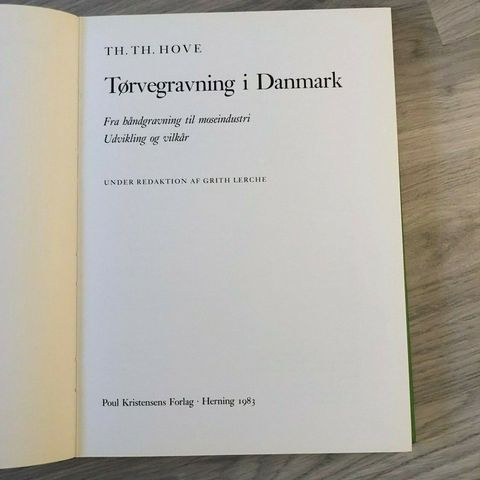 TH. TH. HOVE
Tørvegravning i Danmark
Fra håndgravning til moseindustri
Udvikling og vilkår
UNDER REDAKTION AF GRITH LERCHE
Poul Kristensens Forlag · Herning 1983